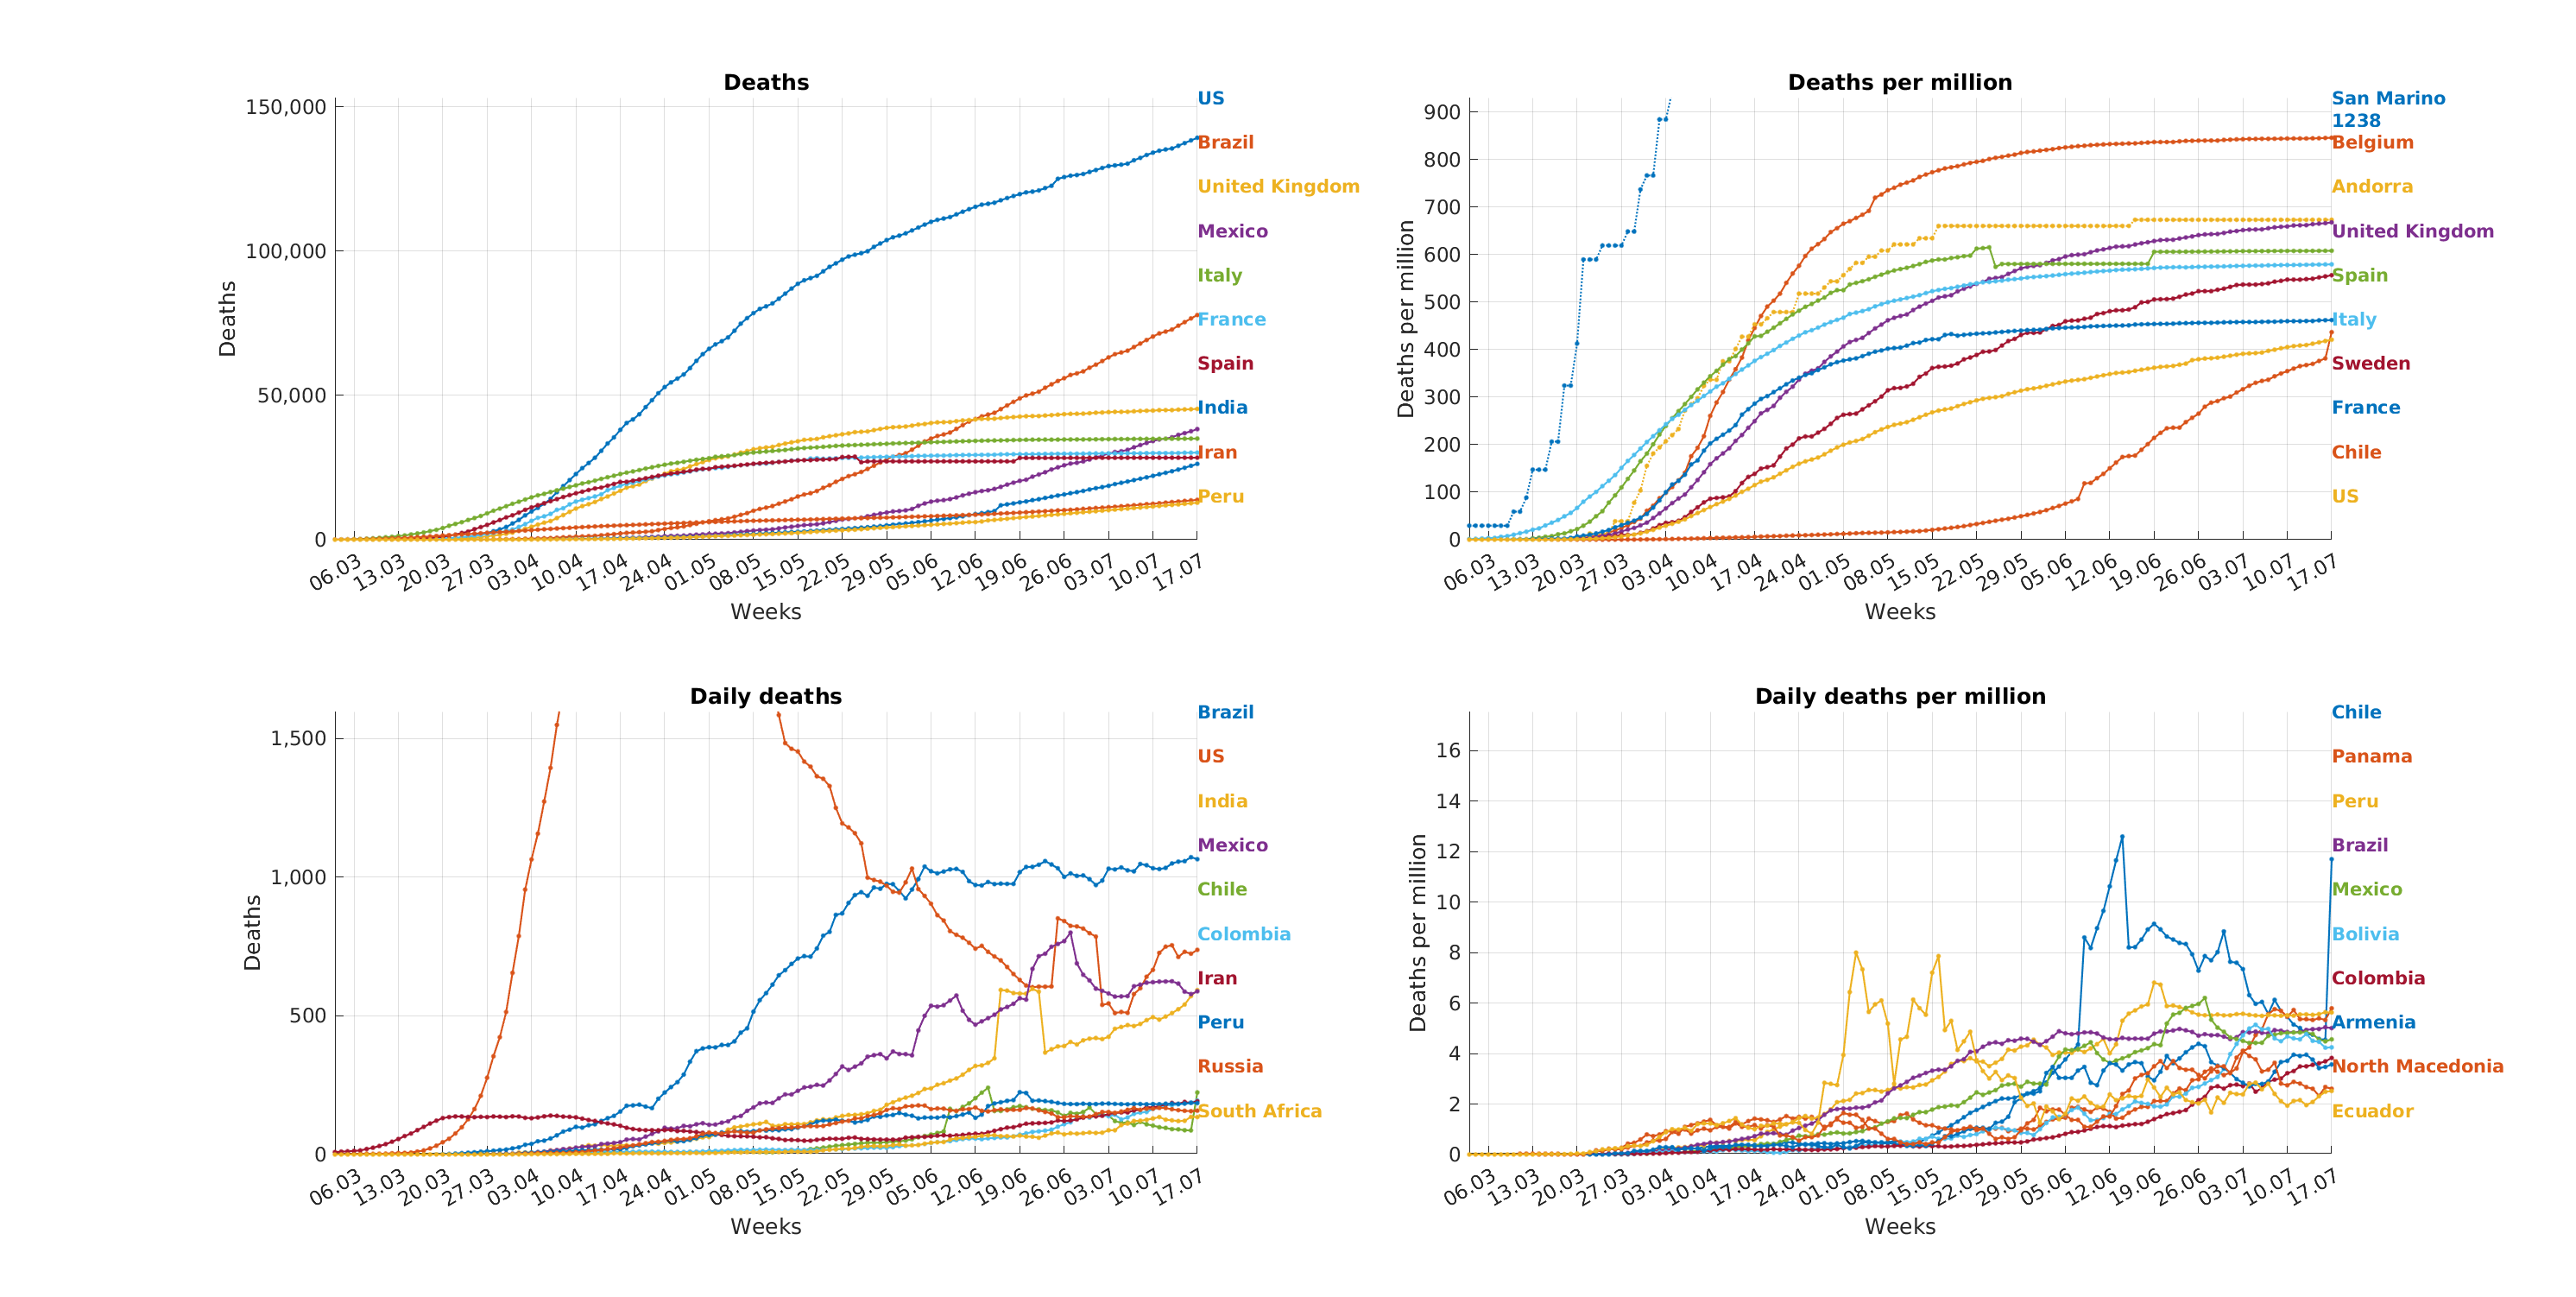 Deaths
150,000
100,000
50,000
0
Deaths
06.03
13.03
20.03
27.03
03.04
10.04
17.04
24.04
01.05
08.05
15.05
22.05
29.05
05.06
12.06
19.06
26.06
03.07
10.07
17.07
Weeks
US
Brazil
United Kingdom
Mexico
Italy
France
Spain
India
Iran
Peru
Deaths per million
900
800
700
600
500
400
300
200
100
0
Deaths per million
06.03
13.03
20.03
27.03
03.04
10.04
17.04
24.04
01.05
08.05
15.05
22.05
29.05
05.06
12.06
19.06
26.06
03.07
10.07
17.07
Weeks
San Marino
1238
Belgium
Andorra
United Kingdom
Spain
Italy
Sweden
France
Chile
US
Daily deaths
1,500
1,000
500
0
Deaths
06.03
13.03
20.03
27.03
03.04
10.04
17.04
24.04
01.05
08.05
15.05
22.05
29.05
05.06
12.06
19.06
26.06
03.07
10.07
17.07
Weeks
Brazil
US
India
Mexico
Chile
Colombia
Iran
Peru
Russia
South Africa
Daily deaths per million
16
14
12
10
8
6
4
2
0
Deaths per million
06.03
13.03
20.03
27.03
03.04
10.04
17.04
24.04
01.05
08.05
15.05
22.05
29.05
05.06
12.06
19.06
26.06
03.07
10.07
17.07
Weeks
Chile
Panama
Peru
Brazil
Mexico
Bolivia
Colombia
Armenia
North Macedonia
Ecuador